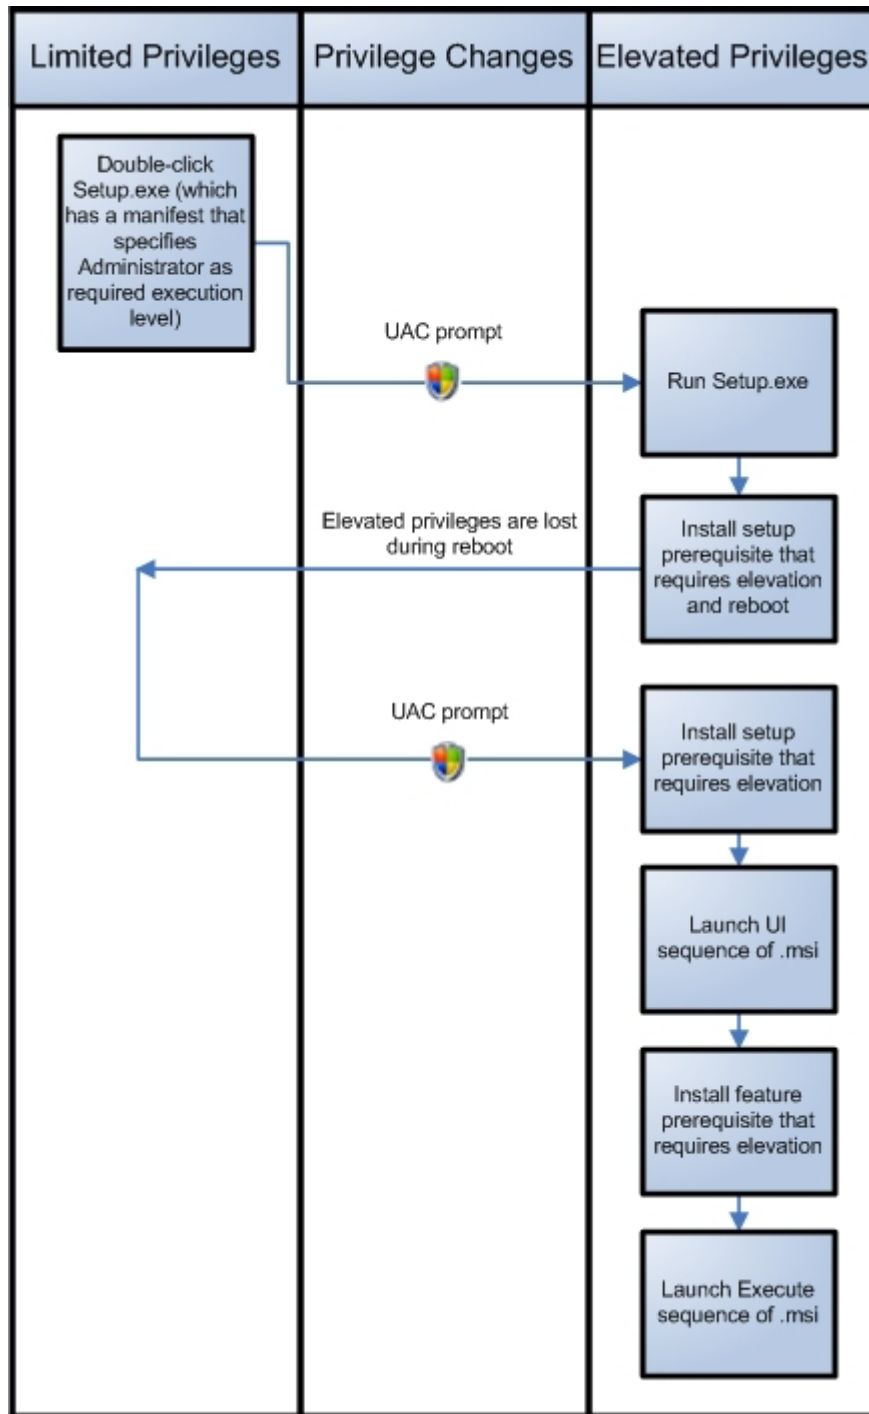 Limited Privileges
Privilege Changes
Elevated Privileges
Double-click
Setup.exe (which
has a manifest that
specifies
Administrator as
required execution
level)
UAC prompt
Run Setup.exe
Elevated privileges are lost
during reboot
Install setup
prerequisite that
requires elevation
and reboot
UAC prompt
Install setup
prerequisite that
requires elevation
Launch UI
sequence of .msi
Install feature
prerequisite that
requires elevation
Launch Execute
sequence of .msi